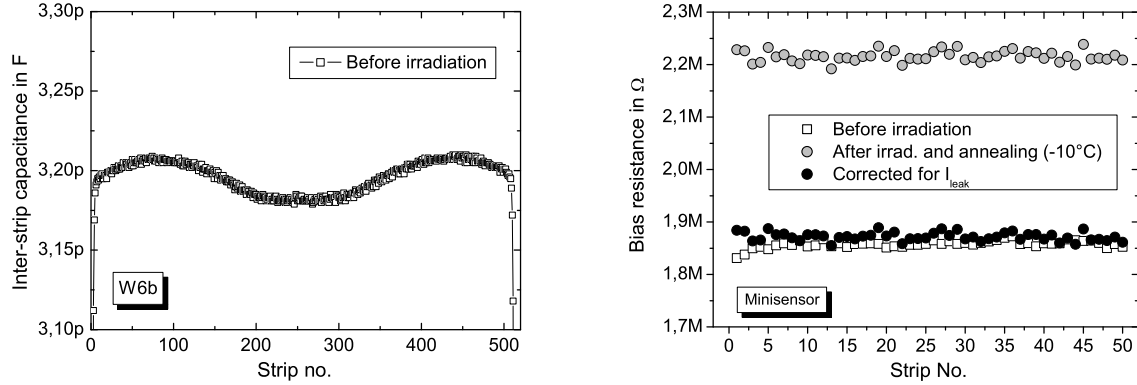 3,30p
3,25p
3,20p
3,15p
3,10p
Inter-strip capacitance in F
Before irradiation
W6b
0 100 200 300 400 500
Strip no.
2,3M
2,2M
2,1M
2,0M
1,9M
1,8M
1,7M
Bias resistance in Ω
Before irradiation
After irrad. and annealing (-10°C)
Corrected for I_leak
Minisensor
0 5 10 15 20 25 30 35 40 45 50
Strip No.